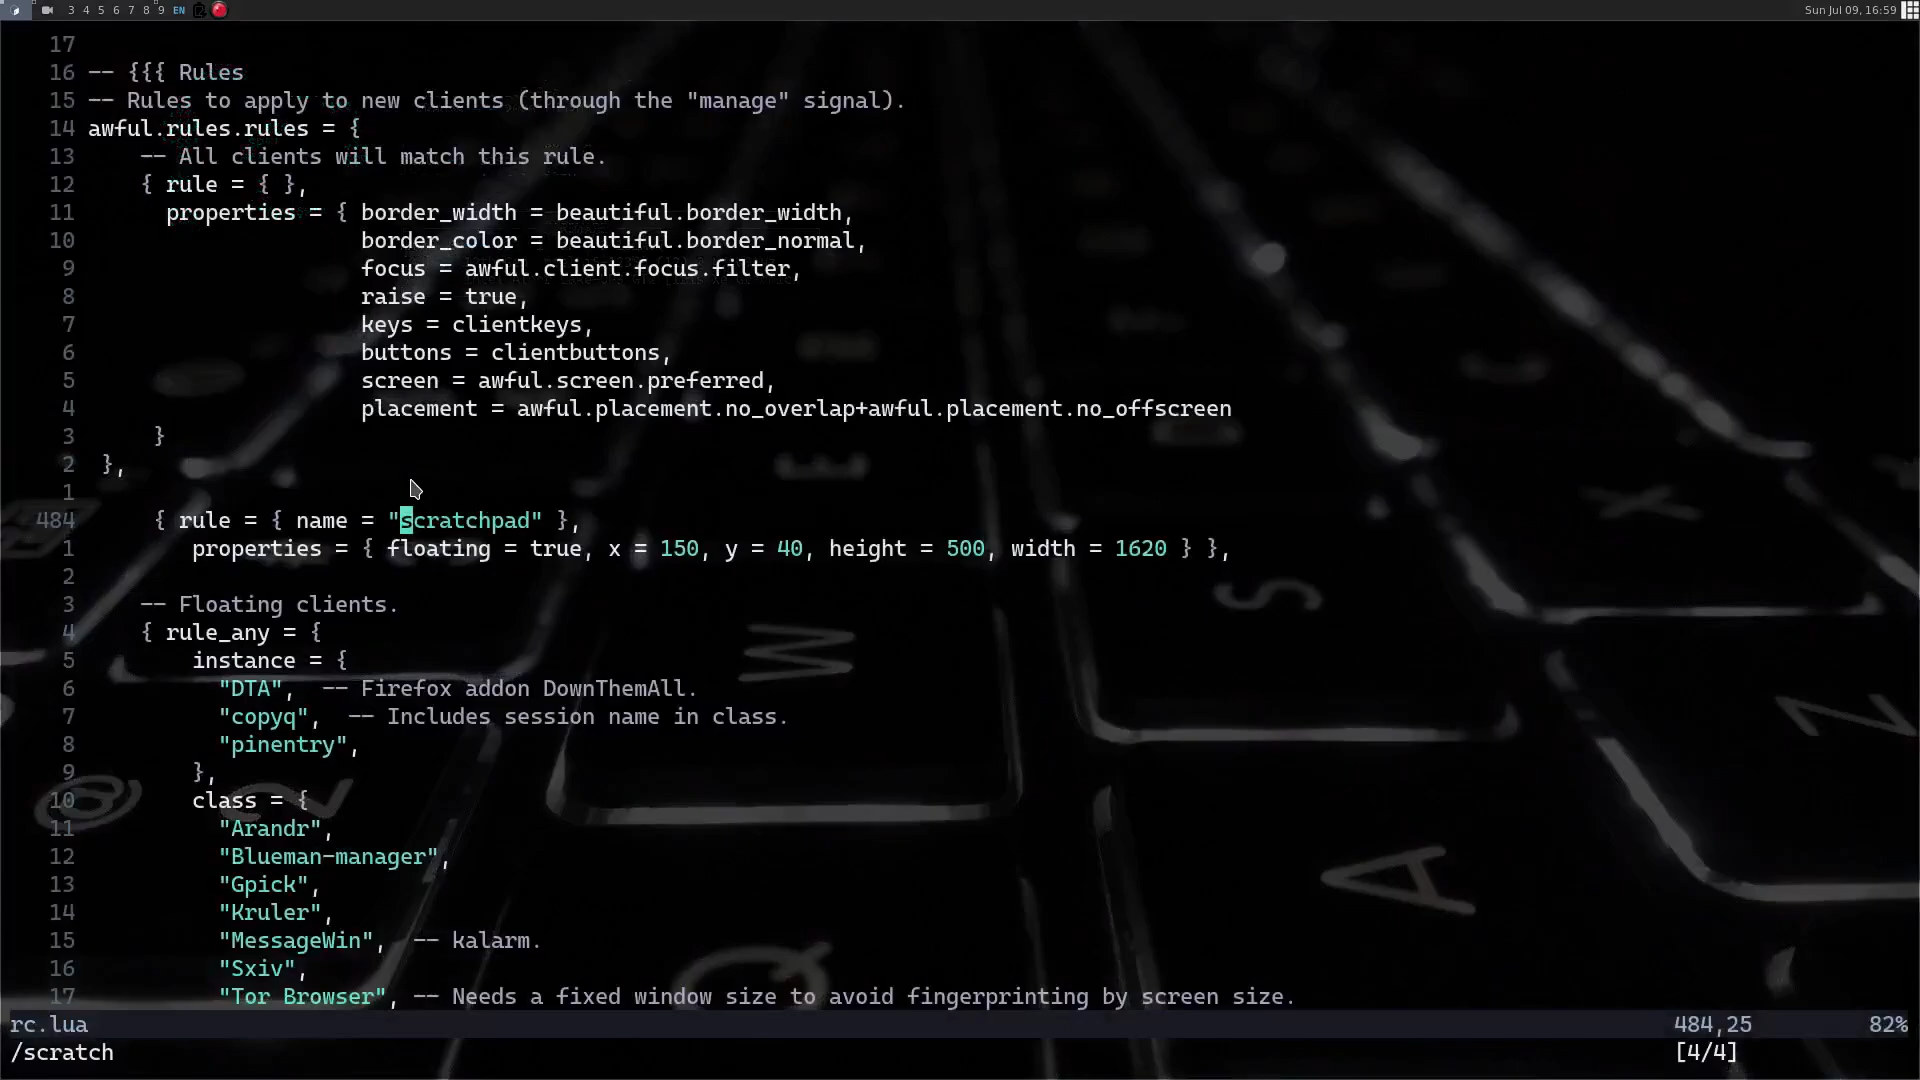 3 4 5 6 7 8 9 EN Sun Jul 09, 16:59
17
16 -- {{{ Rules
15 -- Rules to apply to new clients (through the "manage" signal).
14 awful.rules.rules = {
13     -- All clients will match this rule.
12     { rule = { },
11       properties = { border_width = beautiful.border_width,
10                      border_color = beautiful.border_normal,
9                      focus = awful.client.focus.filter,
8                      raise = true,
7                      keys = clientkeys,
6                      buttons = clientbuttons,
5                      screen = awful.screen.preferred,
4                      placement = awful.placement.no_overlap+awful.placement.no_offscreen
3      }
2  },
1
484      { rule = { name = "scratchpad" },
1         properties = { floating = true, x = 150, y = 40, height = 500, width = 1620 } },
2
3     -- Floating clients.
4     { rule_any = {
5         instance = {
6           "DTA",  -- Firefox addon DownThemAll.
7           "copyq",  -- Includes session name in class.
8           "pinentry",
9         },
10         class = {
11           "Arandr",
12           "Blueman-manager",
13           "Gpick",
14           "Kruler",
15           "MessageWin",  -- kalarm.
16           "Sxiv",
17           "Tor Browser", -- Needs a fixed window size to avoid fingerprinting by screen size.
rc.lua 484,25 82%
/scratch [4/4]
@
2
W
E
S
X
Z
A
Q